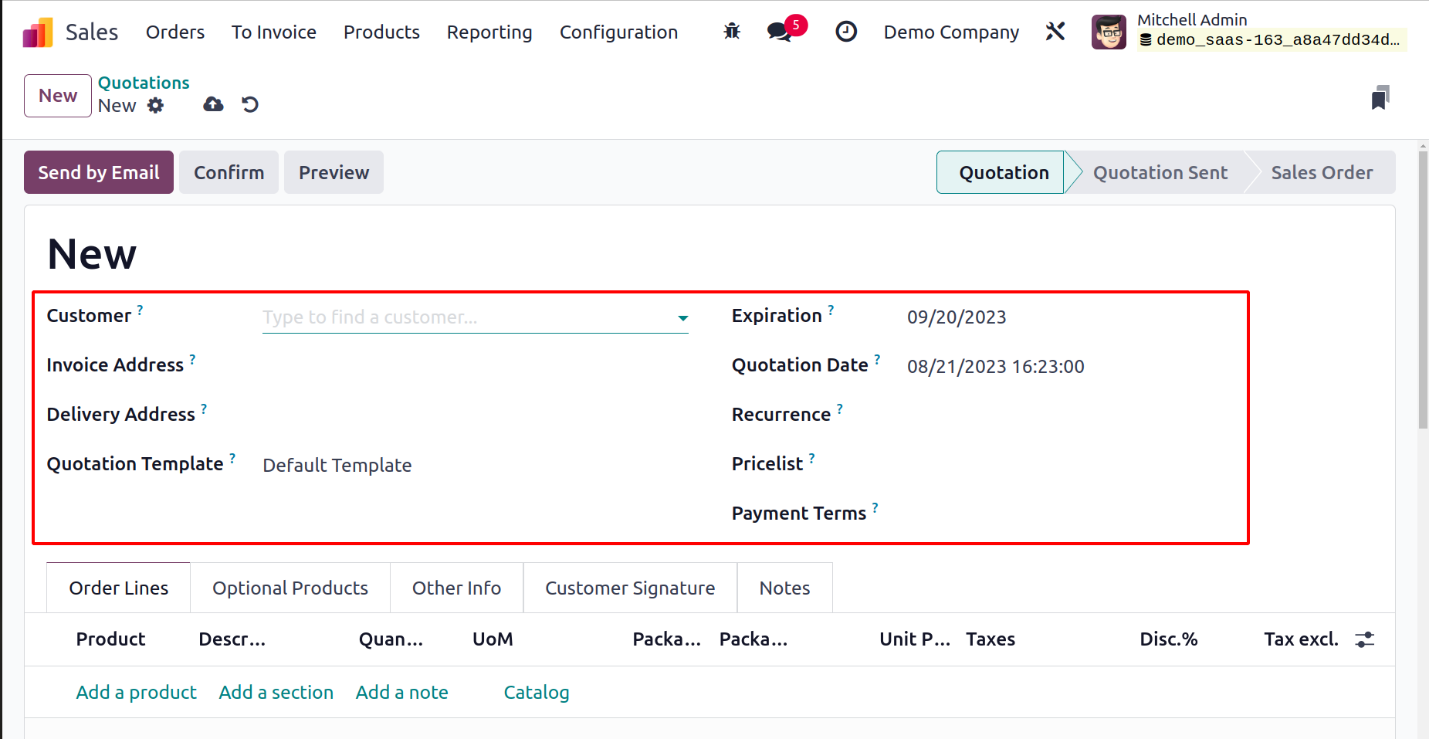 Sales Orders To Invoice Products Reporting Configuration 5 Demo Company Mitchell Admin
demo_saas-163_a8a47dd34d…
New Quotations
New
Send by Email Confirm Preview Quotation Quotation Sent Sales Order
New
Customer ? Type to find a customer... Expiration ? 09/20/2023
Invoice Address ? Quotation Date ? 08/21/2023 16:23:00
Delivery Address ? Recurrence ?
Quotation Template ? Default Template Pricelist ?
Payment Terms ?
Order Lines Optional Products Other Info Customer Signature Notes
Product Descr... Quan... UoM Packa... Packa... Unit P... Taxes Disc.% Tax excl.
Add a product Add a section Add a note Catalog